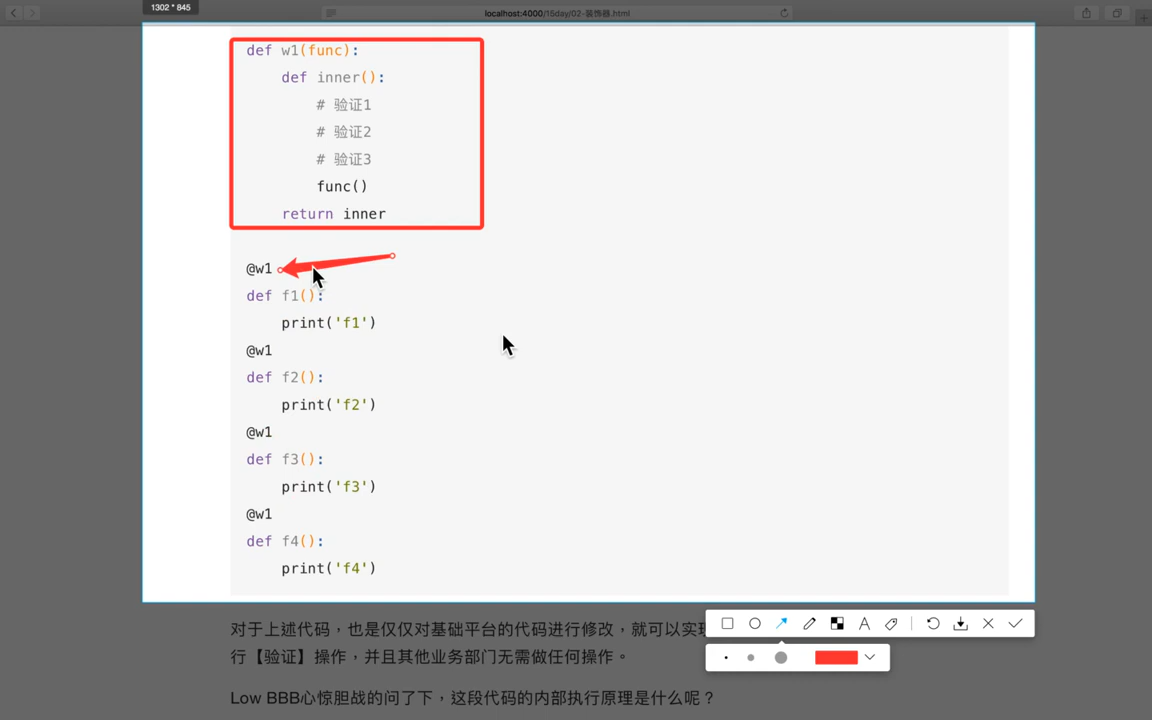 1302 * 845
localhost:4000/15day/02-装饰器.html
def w1(func):
    def inner():
        # 验证1
        # 验证2
        # 验证3
        func()
    return inner
@w1
def f1():
    print('f1')
@w1
def f2():
    print('f2')
@w1
def f3():
    print('f3')
@w1
def f4():
    print('f4')
对于上述代码，也是仅仅对基础平台的代码进行修改，就可以实
行【验证】操作，并且其他业务部门无需做任何操作。
Low BBB心惊胆战的问了下，这段代码的内部执行原理是什么呢？
A